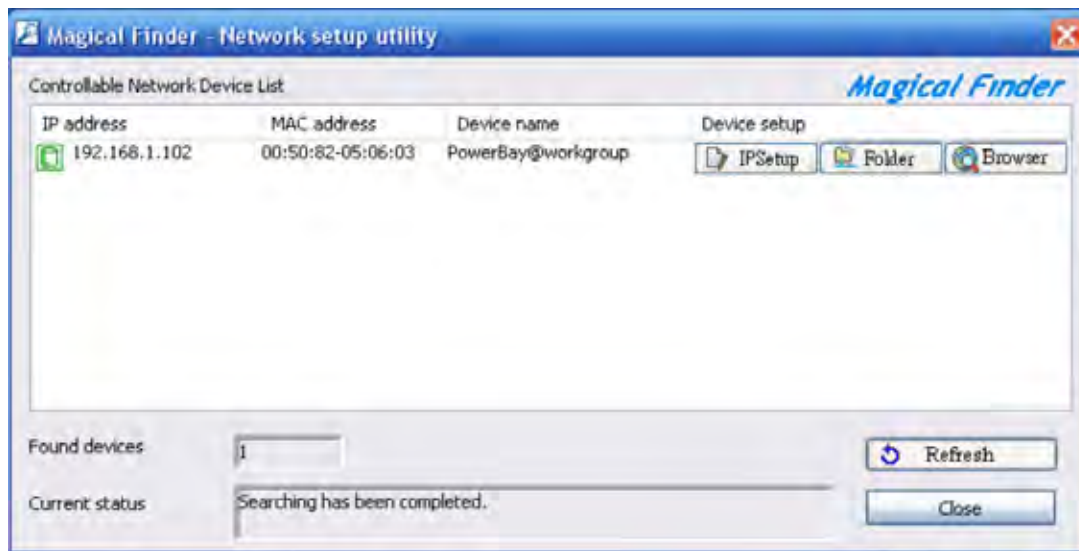 Magical Finder - Network setup utility
Controllable Network Device List
Magical Finder
IP address MAC address Device name Device setup
192.168.1.102 00:50:82-05:06:03 PowerBay@workgroup IPSetup Folder Browser
Found devices 1 Refresh
Current status Searching has been completed. Close